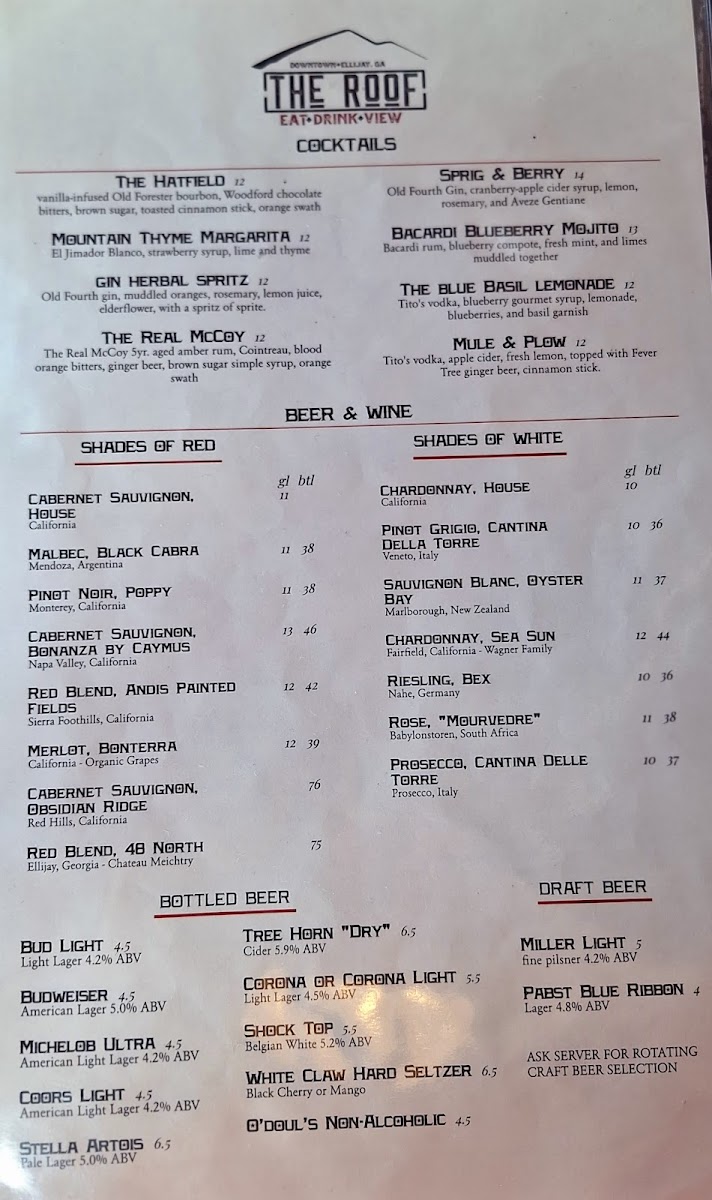 DOWNTOWN•ELLIJAY, GA
THE ROOF
EAT•DRINK•VIEW
COCKTAILS
THE HATFIELD 12
vanilla-infused Old Forester bourbon, Woodford chocolate
bitters, brown sugar, toasted cinnamon stick, orange swath
MOUNTAIN THYME MARGARITA 12
El Jimador Blanco, strawberry syrup, lime and thyme
GIN HERBAL SPRITZ 12
Old Fourth gin, muddled oranges, rosemary, lemon juice,
elderflower, with a spritz of sprite.
THE REAL MCCOY 12
The Real McCoy 5yr. aged amber rum, Cointreau, blood
orange bitters, ginger beer, brown sugar simple syrup, orange
swath
SPRIG & BERRY 14
Old Fourth Gin, cranberry-apple cider syrup, lemon,
rosemary, and Aveze Gentiane
BACARDI BLUEBERRY MOJITO 13
Bacardi rum, blueberry compote, fresh mint, and limes
muddled together
THE BLUE BASIL LEMONADE 12
Tito's vodka, blueberry gourmet syrup, lemonade,
blueberries, and basil garnish
MULE & PLOW 12
Tito's vodka, apple cider, fresh lemon, topped with Fever
Tree ginger beer, cinnamon stick.
BEER & WINE
SHADES OF RED
gl btl
CABERNET SAUVIGNON, 11
HOUSE
California
MALBEC, BLACK CABRA 11 38
Mendoza, Argentina
PINOT NOIR, POPPY 11 38
Monterey, California
CABERNET SAUVIGNON, 13 46
BONANZA BY CAYMUS
Napa Valley, California
RED BLEND, ANDIS PAINTED 12 42
FIELDS
Sierra Foothills, California
MERLOT, BONTERRA 12 39
California - Organic Grapes
CABERNET SAUVIGNON, 76
OBSIDIAN RIDGE
Red Hills, California
RED BLEND, 48 NORTH 75
Ellijay, Georgia - Chateau Meichtry
SHADES OF WHITE
gl btl
CHARDONNAY, HOUSE 10
California
PINOT GRIGIO, CANTINA 10 36
DELLA TORRE
Veneto, Italy
SAUVIGNON BLANC, OYSTER 11 37
BAY
Marlborough, New Zealand
CHARDONNAY, SEA SUN 12 44
Fairfield, California - Wagner Family
RIESLING, BEX 10 36
Nahe, Germany
ROSE, "MOURVEDRE" 11 38
Babylonstoren, South Africa
PROSECCO, CANTINA DELLE 10 37
TORRE
Prosecco, Italy
BOTTLED BEER
BUD LIGHT 4.5
Light Lager 4.2% ABV
BUDWEISER 4.5
American Lager 5.0% ABV
MICHELOB ULTRA 4.5
American Light Lager 4.2% ABV
COORS LIGHT 4.5
American Light Lager 4.2% ABV
STELLA ARTOIS 6.5
Pale Lager 5.0% ABV
TREE HORN "DRY" 6.5
Cider 5.9% ABV
CORONA OR CORONA LIGHT 5.5
Light Lager 4.5% ABV
SHOCK TOP 5.5
Belgian White 5.2% ABV
WHITE CLAW HARD SELTZER 6.5
Black Cherry or Mango
O'DOUL'S NON-ALCOHOLIC 4.5
DRAFT BEER
MILLER LIGHT 5
fine pilsner 4.2% ABV
PABST BLUE RIBBON 4
Lager 4.8% ABV
ASK SERVER FOR ROTATING
CRAFT BEER SELECTION